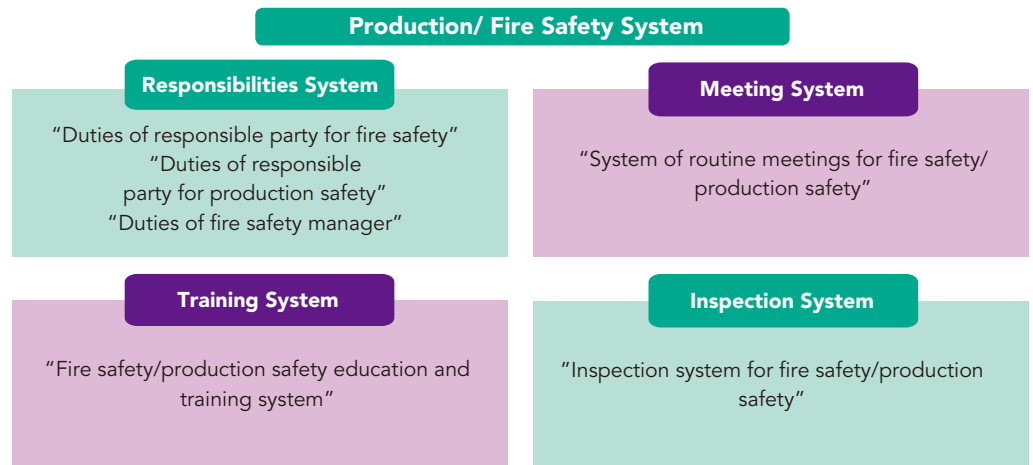 Production/ Fire Safety System
Responsibilities System
“Duties of responsible party for fire safety”
“Duties of responsible
party for production safety”
“Duties of fire safety manager”
Meeting System
“System of routine meetings for fire safety/
production safety”
Training System
“Fire safety/production safety education and
training system”
Inspection System
“Inspection system for fire safety/production
safety”